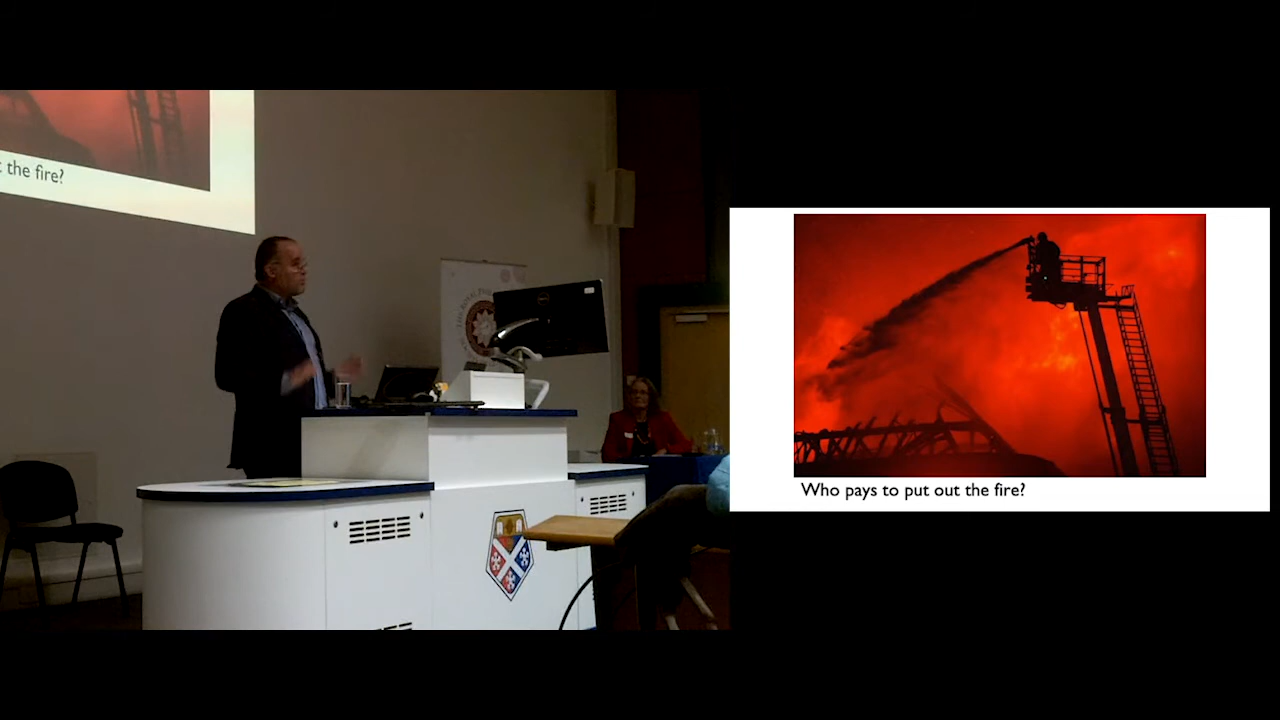 t the fire?
Who pays to put out the fire?